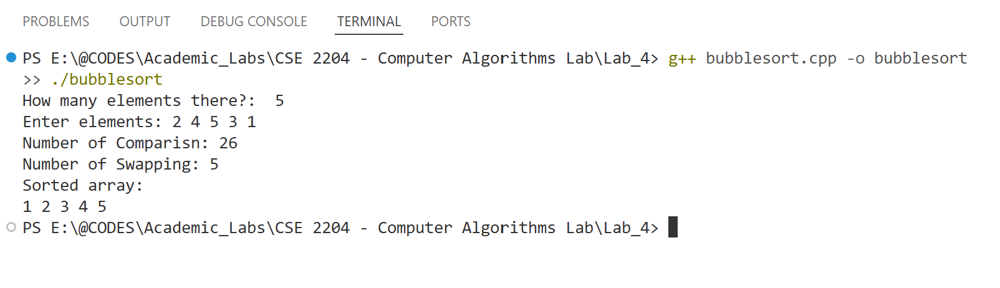 PROBLEMS OUTPUT DEBUG CONSOLE TERMINAL PORTS
PS E:\@CODES\Academic_Labs\CSE 2204 - Computer Algorithms Lab\Lab_4> g++ bubblesort.cpp -o bubblesort
>> ./bubblesort
How many elements there?:  5
Enter elements: 2 4 5 3 1
Number of Comparisn: 26
Number of Swapping: 5
Sorted array:
1 2 3 4 5
PS E:\@CODES\Academic_Labs\CSE 2204 - Computer Algorithms Lab\Lab_4>